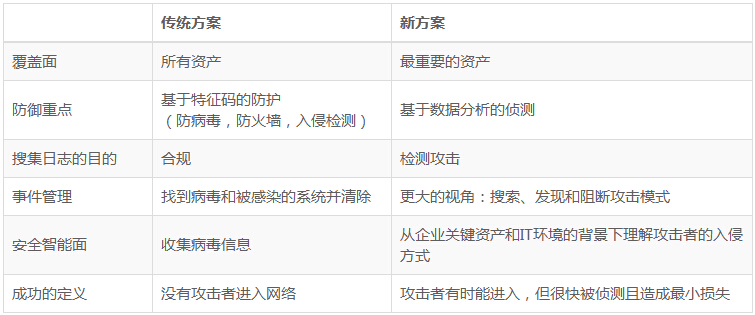 传统方案 新方案
覆盖面 所有资产 最重要的资产
防御重点 基于特征码的防护
（防病毒，防火墙，入侵检测） 基于数据分析的侦测
搜集日志的目的 合规 检测攻击
事件管理 找到病毒和被感染的系统并清除 更大的视角：搜索、发现和阻断攻击模式
安全智能面 收集病毒信息 从企业关键资产和IT环境的背景下理解攻击者的入侵
方式
成功的定义 没有攻击者进入网络 攻击者有时能进入，但很快被侦测且造成最小损失